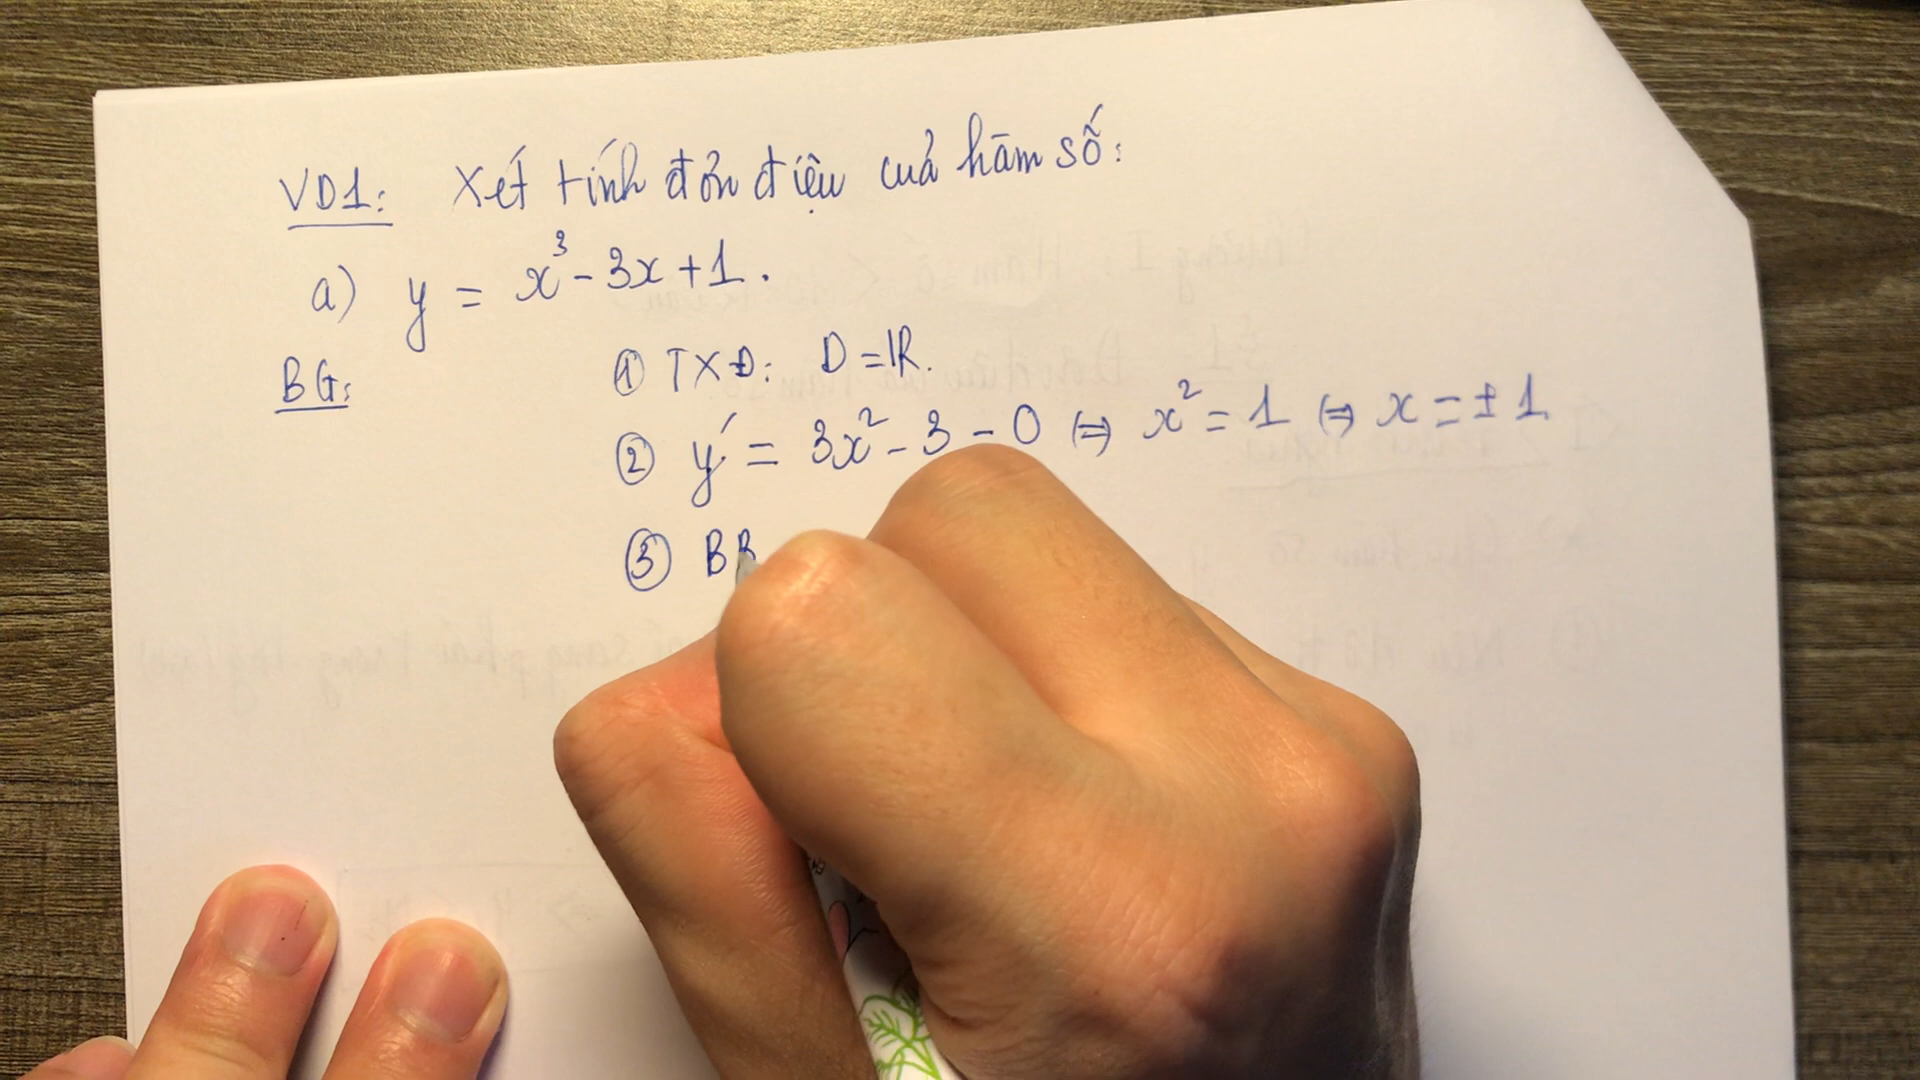 VD1: Xét tính đơn điệu của hàm số:
a) y = x³ - 3x + 1.
BG:
① TXĐ: D = ℝ.
② y' = 3x² - 3 = 0 ⇔ x² = 1 ⇔ x = ± 1
③ BB